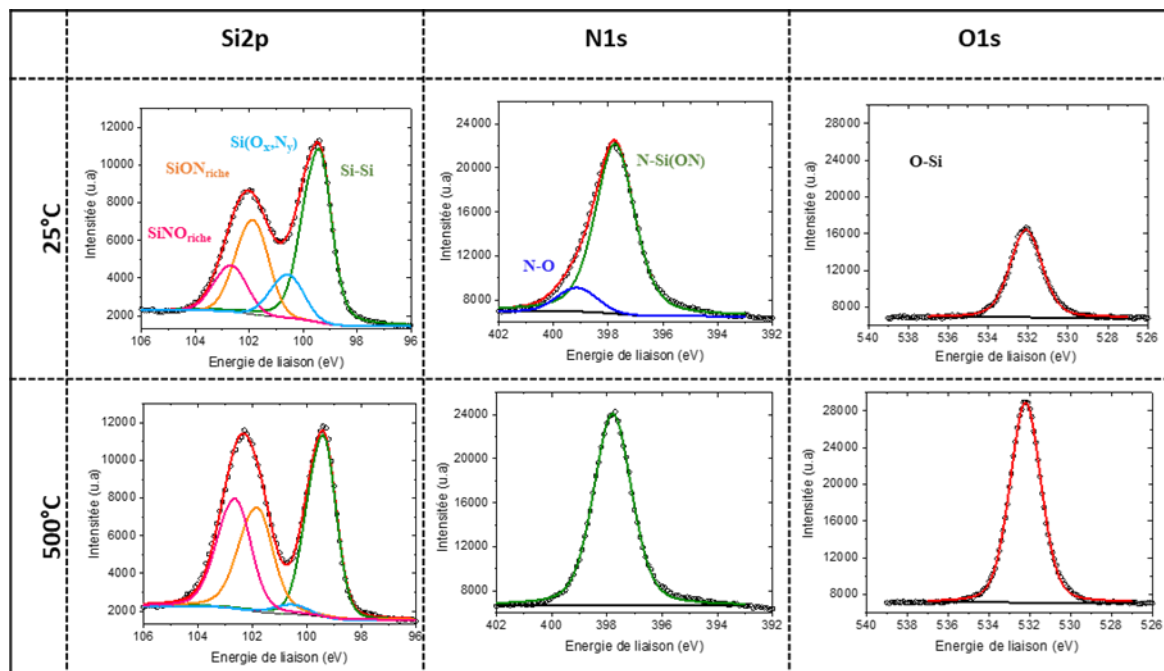 Si2p
N1s
O1s
25°C
Intensitée (u.a)
12000
10000
8000
6000
4000
2000
SiNOriche
SiONriche
Si(Ox,Ny)
Si-Si
106 104 102 100 98 96
Energie de liaison (eV)
Intensitée (u.a)
24000
20000
16000
12000
8000
N-O
N-Si(ON)
402 400 398 396 394 392
Energie de liaison (eV)
Intensitée (u.a)
28000
24000
20000
16000
12000
8000
O-Si
540 538 536 534 532 530 528 526
Energie de liaison (eV)
500°C
Intensitée (u.a)
12000
10000
8000
6000
4000
2000
106 104 102 100 98 96
Energie de liaison (eV)
Intensitée (u.a)
24000
20000
16000
12000
8000
402 400 398 396 394 392
Energie de liaison (eV)
Intensitée (u.a)
28000
24000
20000
16000
12000
8000
540 538 536 534 532 530 528 526
Energie de liaison (eV)